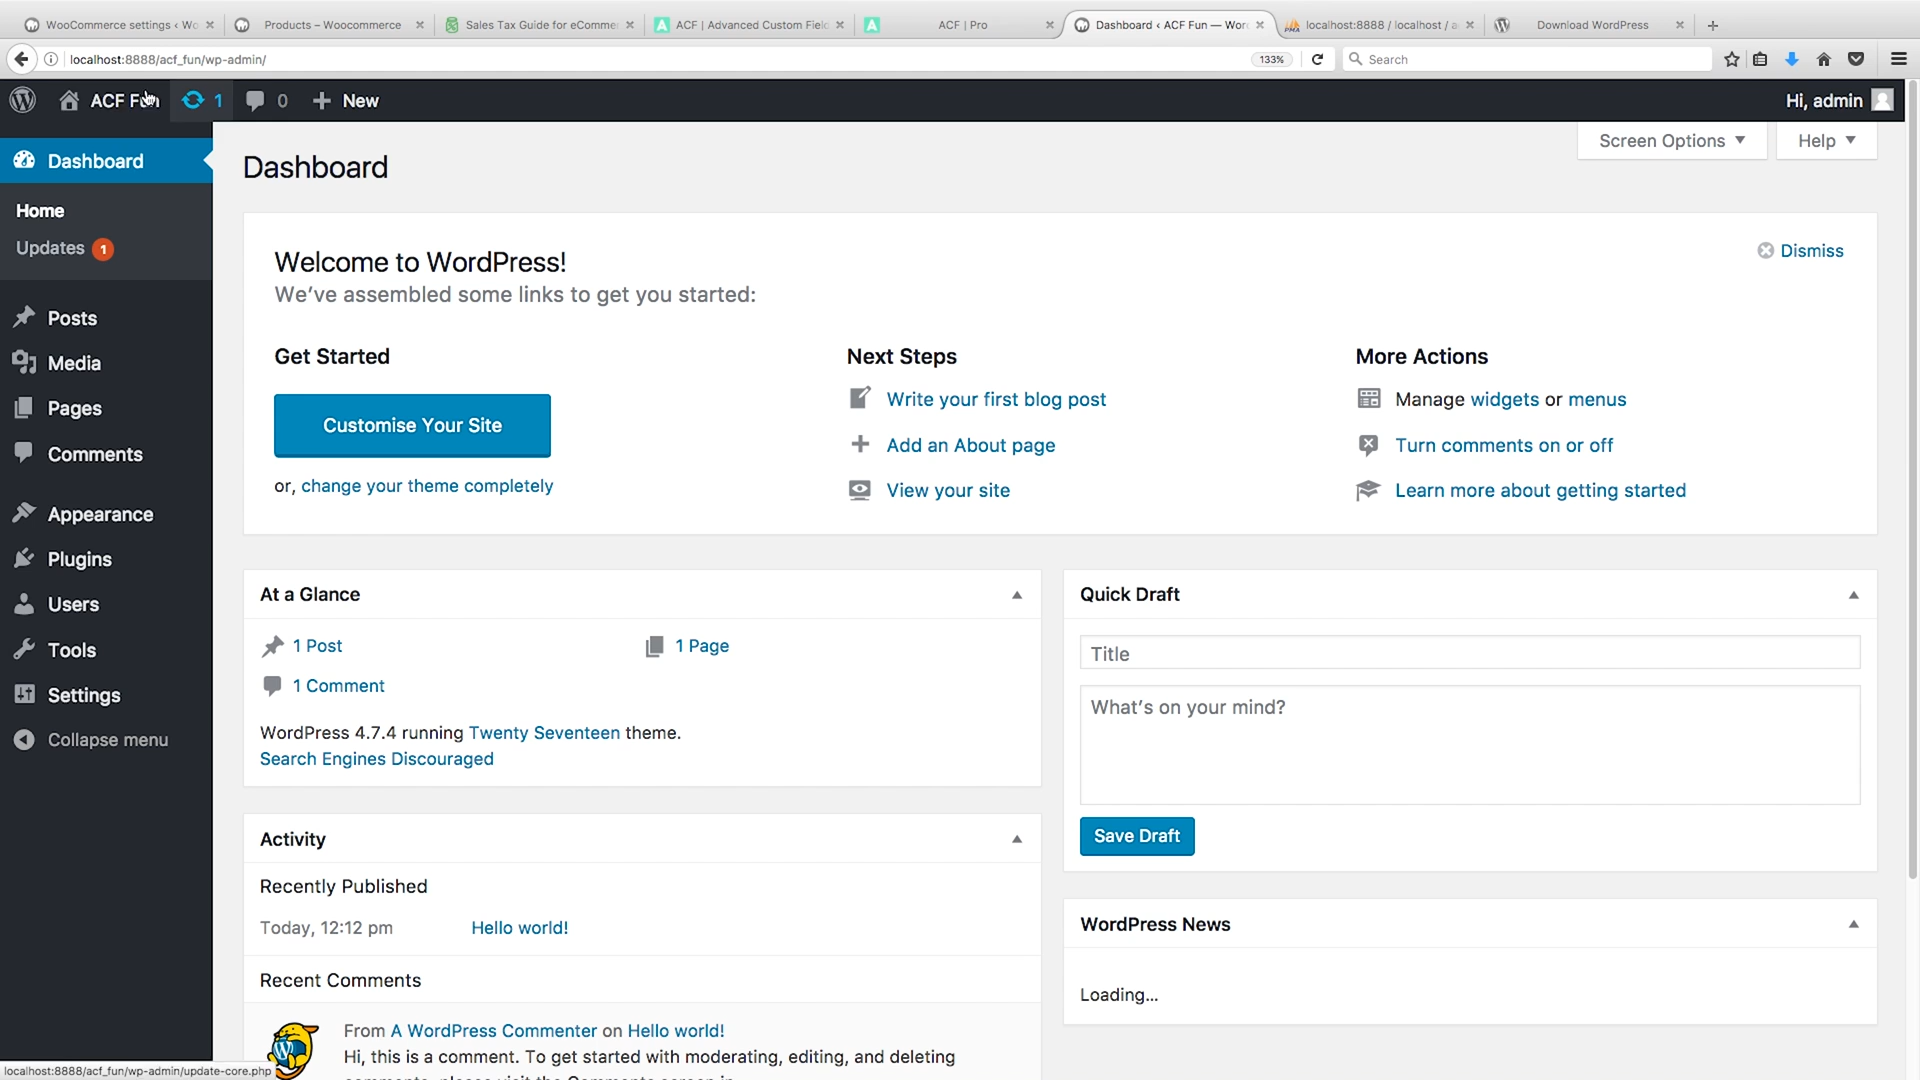 WooCommerce settings ‹ Wo
Products – Woocommerce
Sales Tax Guide for eComme
ACF | Advanced Custom Field
ACF | Pro
Dashboard ‹ ACF Fun — Wor
localhost:8888 / localhost / a
Download WordPress
localhost:8888/acf_fun/wp-admin/
133%
Search
ACF Fun
1
0
New
Hi, admin
Dashboard
Home
Updates 1
Posts
Media
Pages
Comments
Appearance
Plugins
Users
Tools
Settings
Collapse menu
Screen Options
Help
Dashboard
Welcome to WordPress!
We’ve assembled some links to get you started:
Dismiss
Get Started
Customise Your Site
or, change your theme completely
Next Steps
Write your first blog post
Add an About page
View your site
More Actions
Manage widgets or menus
Turn comments on or off
Learn more about getting started
At a Glance
1 Post
1 Page
1 Comment
WordPress 4.7.4 running Twenty Seventeen theme.
Search Engines Discouraged
Activity
Recently Published
Today, 12:12 pm
Hello world!
Recent Comments
From A WordPress Commenter on Hello world!
Hi, this is a comment. To get started with moderating, editing, and deleting
Quick Draft
Title
What’s on your mind?
Save Draft
WordPress News
Loading...
localhost:8888/acf_fun/wp-admin/update-core.php